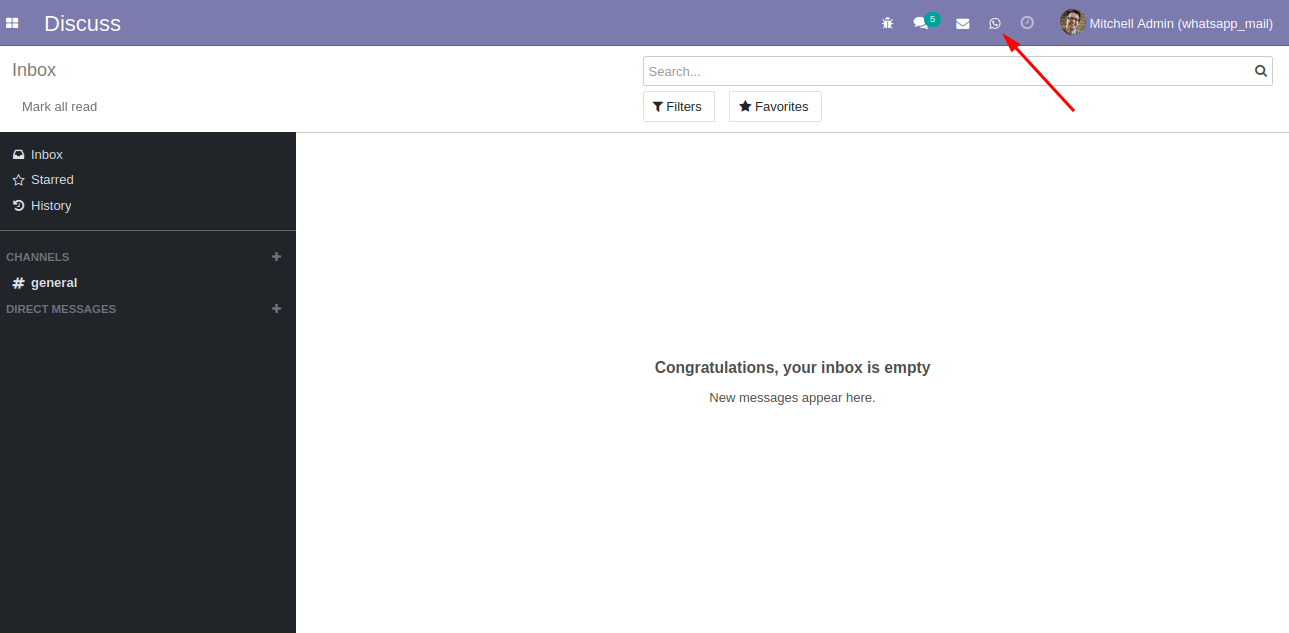 Discuss
5
Mitchell Admin (whatsapp_mail)
Inbox
Search...
Mark all read
Filters
Favorites
Inbox
Starred
History
CHANNELS
# general
DIRECT MESSAGES
Congratulations, your inbox is empty
New messages appear here.